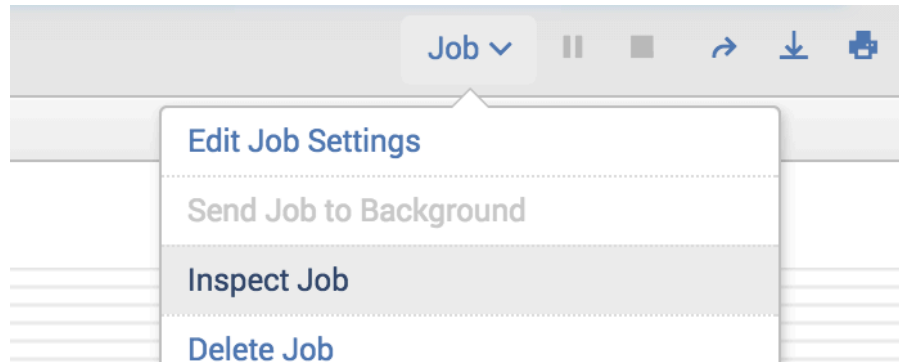 Job
Edit Job Settings
Send Job to Background
Inspect Job
Delete Job